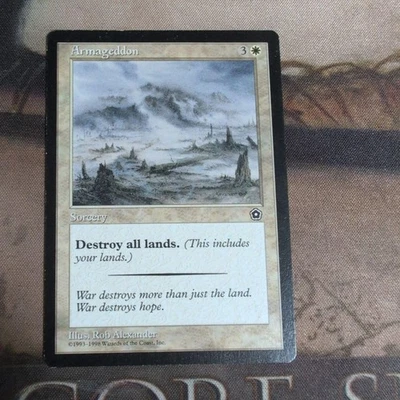 Armageddon 3
Sorcery
Destroy all lands. (This includes
your lands.)
War destroys more than just the land.
War destroys hope.
Illus. Rob Alexander
©1993-1998 Wizards of the Coast, Inc.
CORE